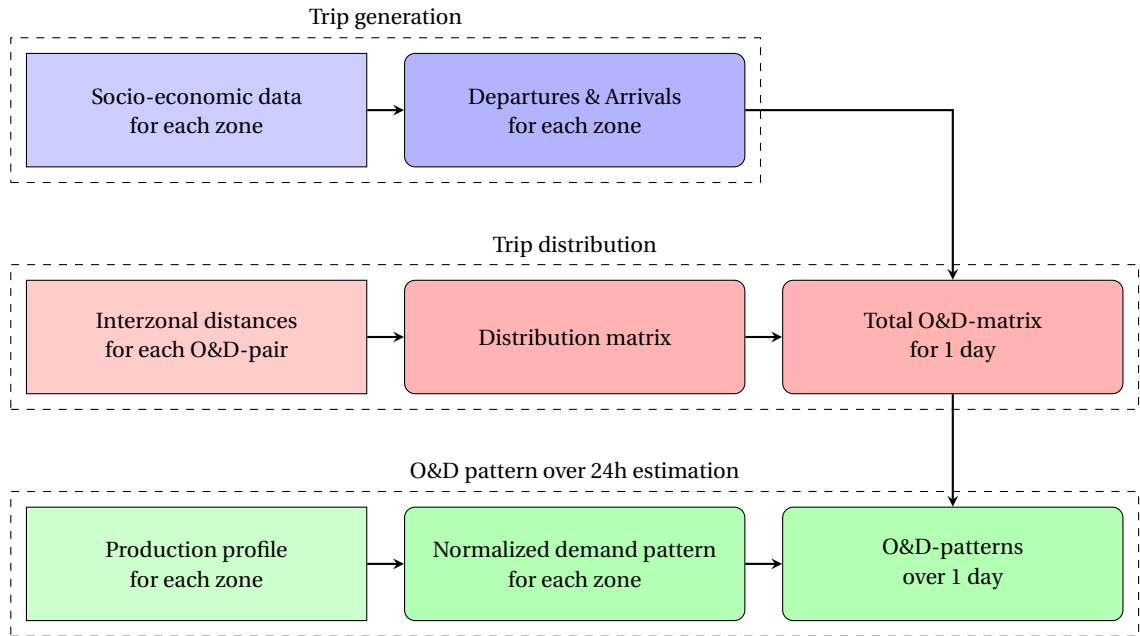 Trip generation
Socio-economic data
for each zone
Departures & Arrivals
for each zone
Trip distribution
Interzonal distances
for each O&D-pair
Distribution matrix
Total O&D-matrix
for 1 day
O&D pattern over 24h estimation
Production profile
for each zone
Normalized demand pattern
for each zone
O&D-patterns
over 1 day